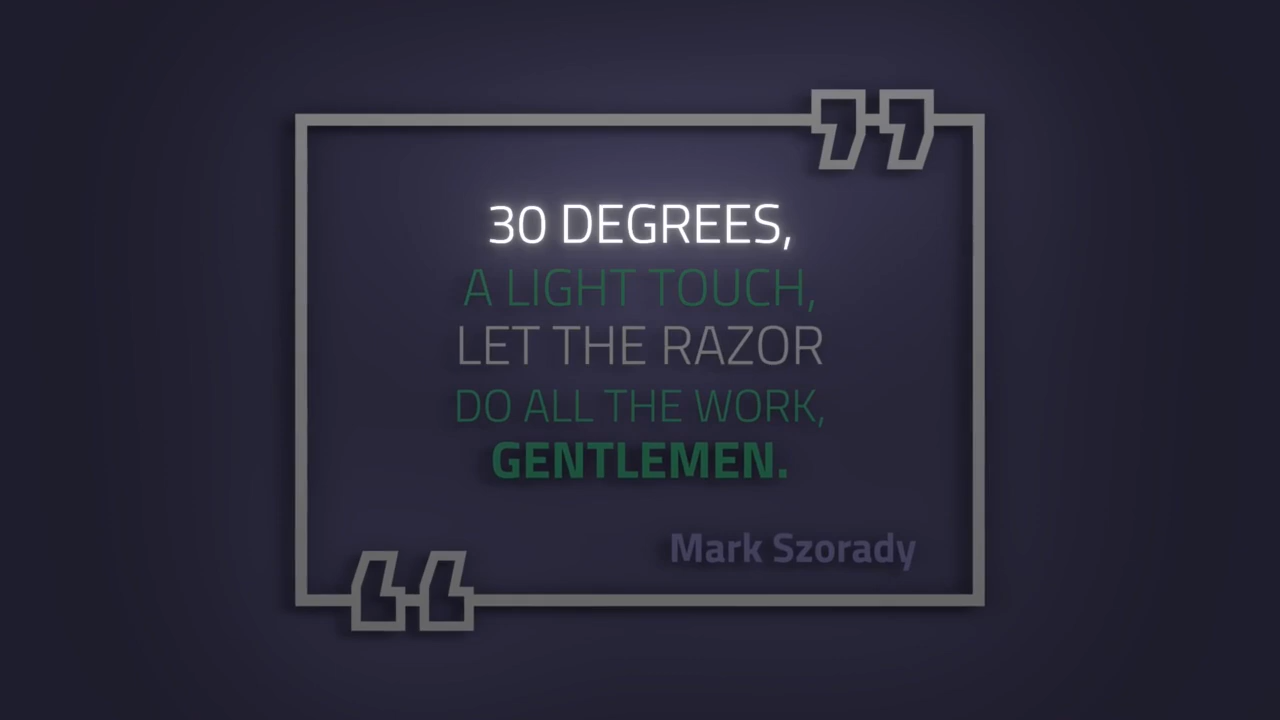 30 DEGREES,
A LIGHT TOUCH,
LET THE RAZOR
DO ALL THE WORK,
GENTLEMEN.
Mark Szorady